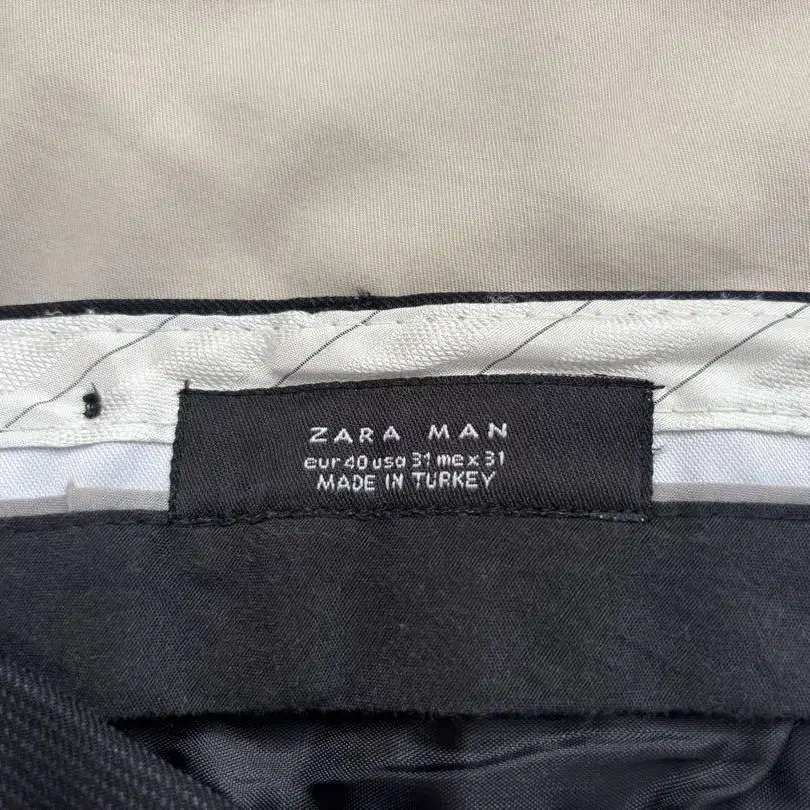 ZARA MAN
eur 40 usa 31 mex 31
MADE IN TURKEY